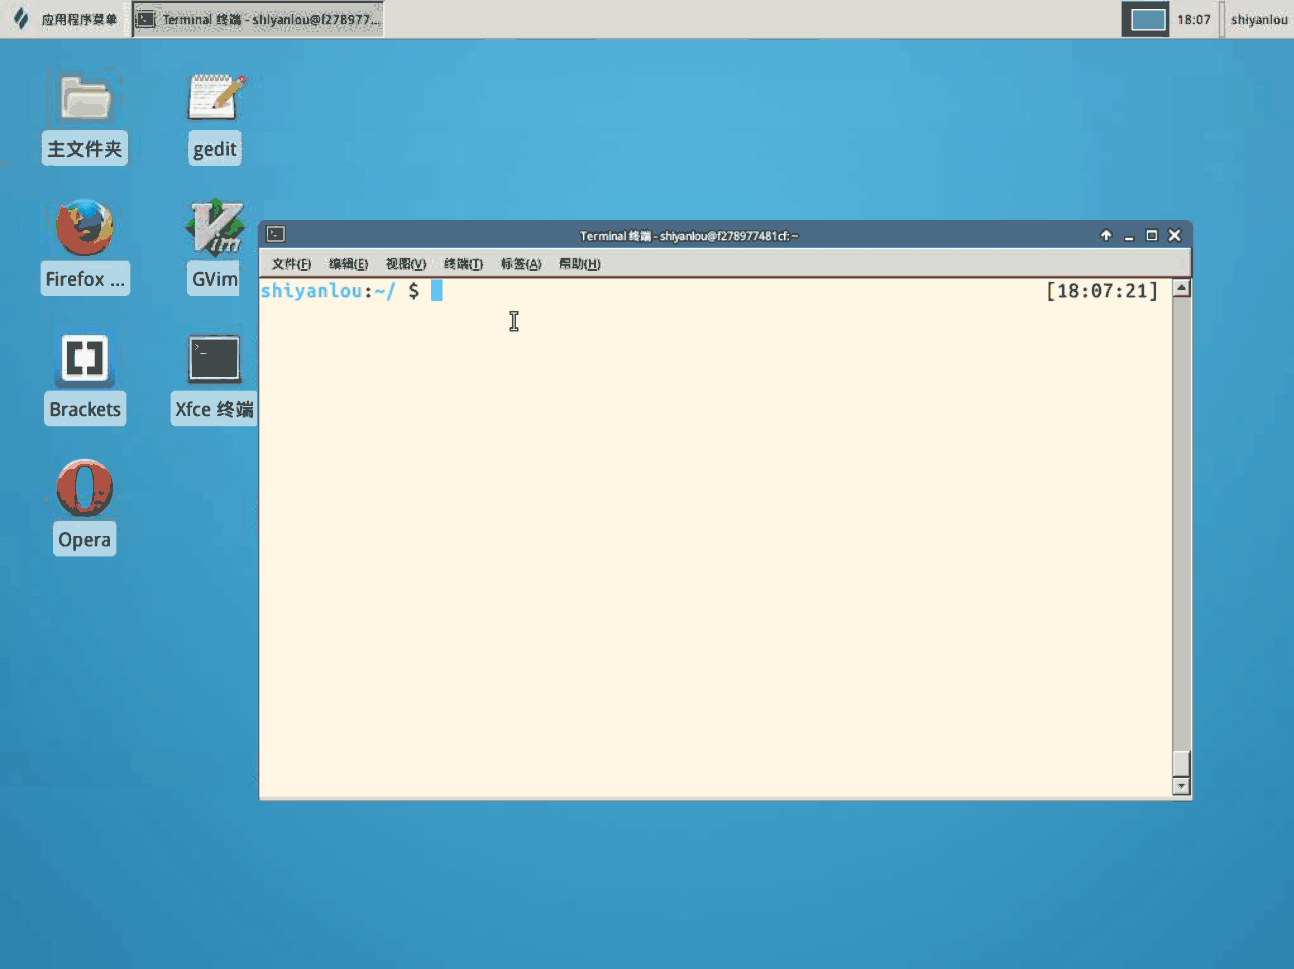 应用程序菜单
Terminal 终端 - shiyanlou@f278977...
18:07
shiyanlou
主文件夹
gedit
Firefox ...
GVim
Brackets
Xfce 终端
Opera
Terminal 终端 - shiyanlou@f278977481cf: ~
文件(F) 编辑(E) 视图(V) 终端(T) 标签(A) 帮助(H)
shiyanlou:~/ $ [18:07:21]